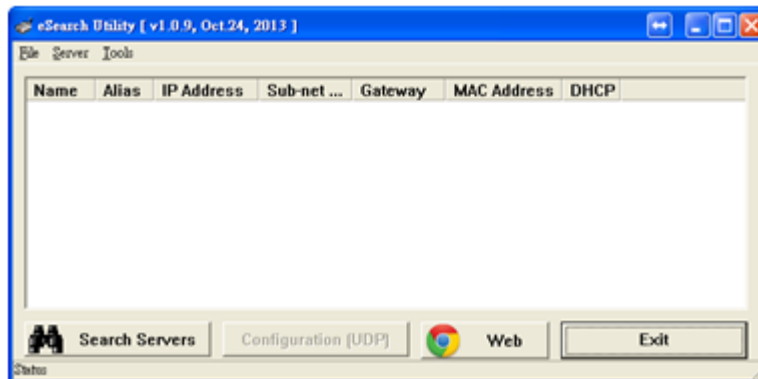 eSearch Utility [ v1.0.9, Oct.24, 2013 ]
File Server Tools
Name Alias IP Address Sub-net ... Gateway MAC Address DHCP
Search Servers Configuration (UDP) Web Exit
Status